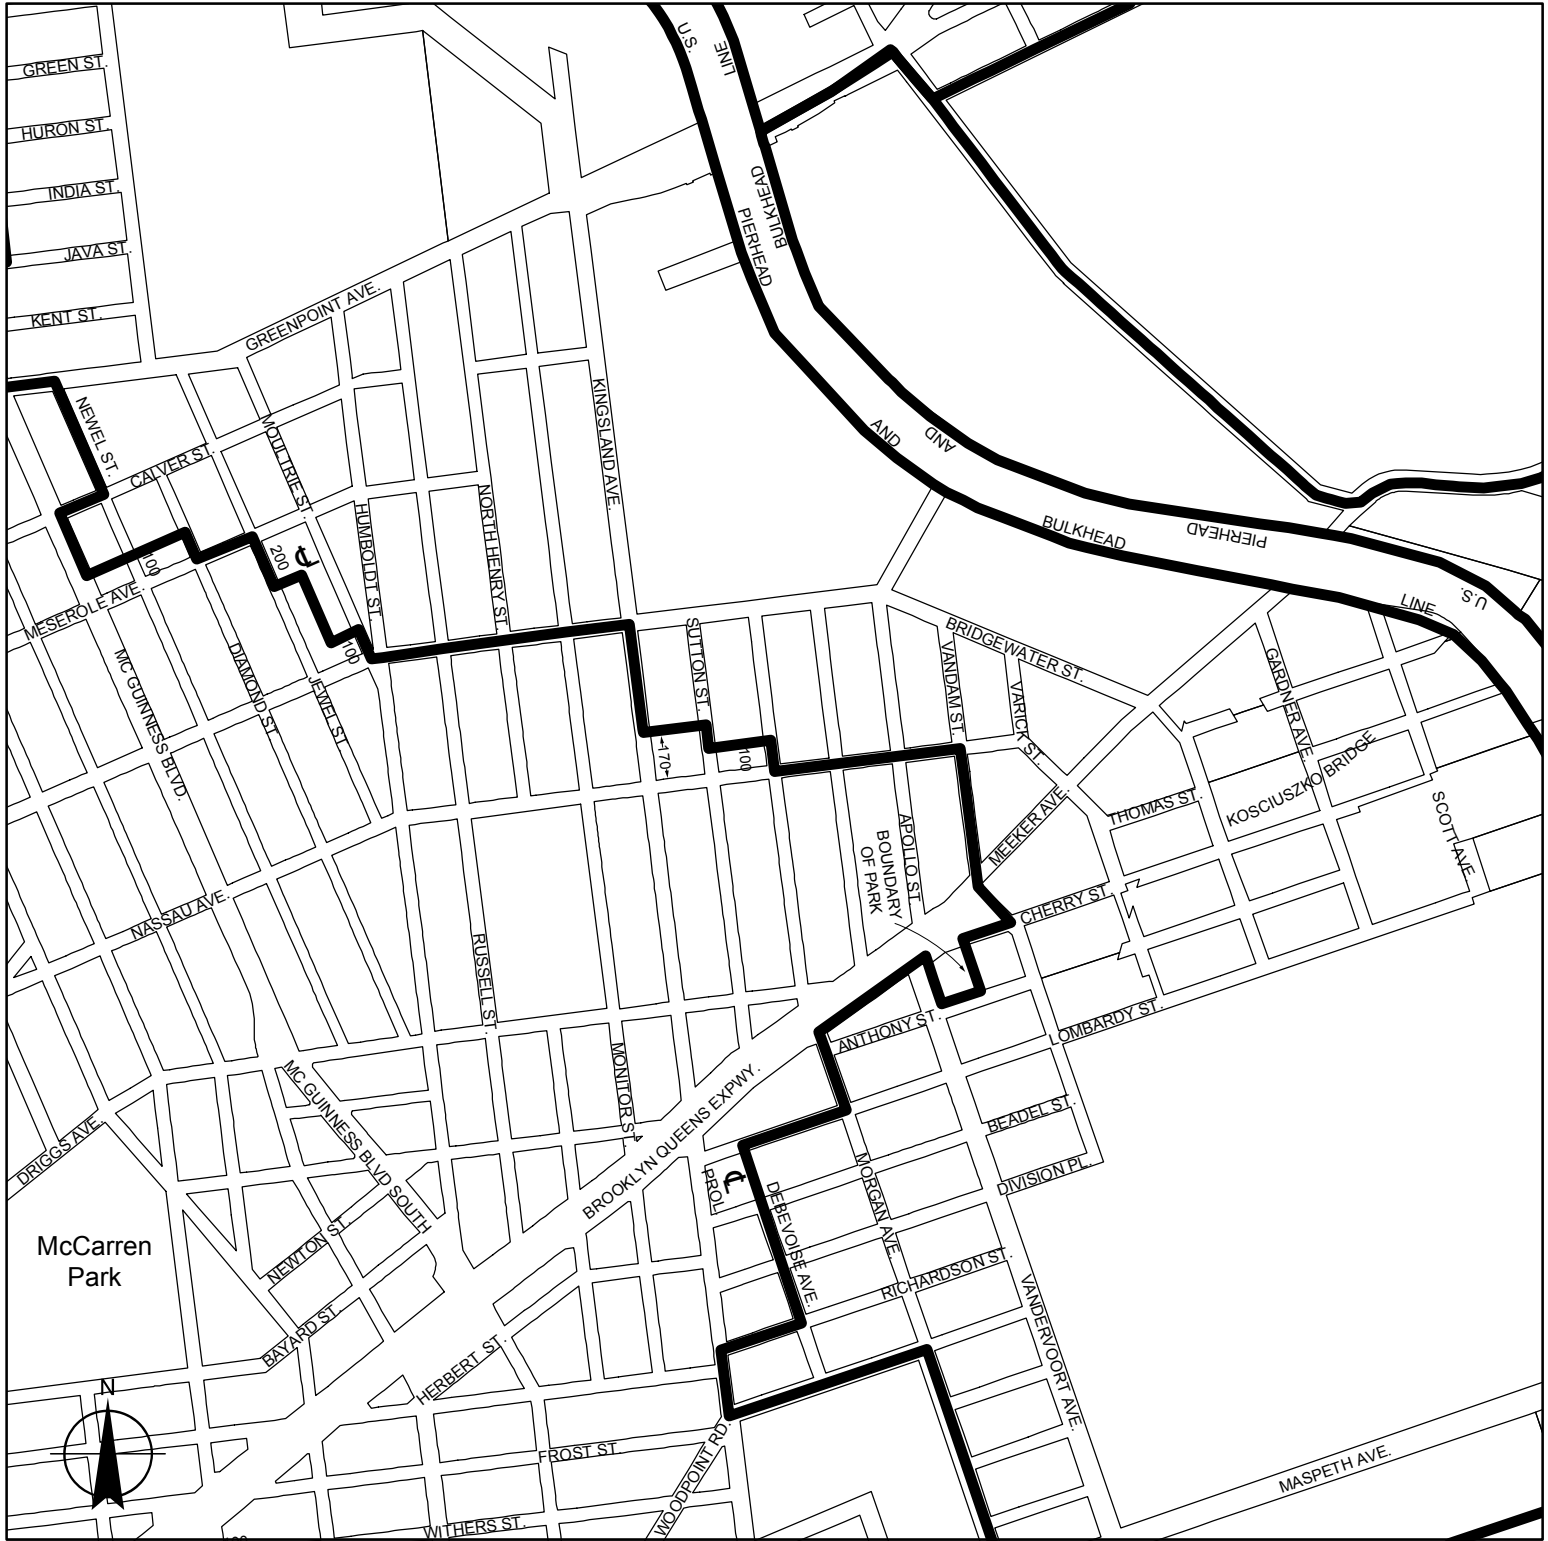 U.S.
LINE
GREEN ST.
HURON ST.
INDIA ST.
JAVA ST.
KENT ST.
BULKHEAD
PIERHEAD
GREENPOINT AVE.
NEWEL ST.
CALVER ST.
MOULTRIE ST.
KINGSLAND AVE.
AND
AND
HUMBOLDT ST.
NORTH HENRY ST.
BULKHEAD
PIERHEAD
100
200
℄
MESEROLE AVE.
LINE
U.S.
100
MC GUINNESS BLVD.
DIAMOND ST
JEWEL ST.
SUTTON ST.
BRIDGEWATER ST.
VANDAM ST.
VARICK ST.
GARDNER AVE.
170
100
KOSCIUSZKO BRIDGE
THOMAS ST.
SCOTT AVE.
MEEKER AVE.
APOLLO ST.
BOUNDARY
OF PARK
NASSAU AVE.
CHERRY ST.
RUSSELL ST.
ANTHONY ST.
LOMBARDY ST.
MONITOR ST.
MC GUINNESS BLVD SOUTH
BROOKLYN QUEENS EXPWY.
BEADEL ST.
DRIGGS AVE.
DIVISION PL.
PROL
℄
DEBEVOISE AVE.
MORGAN AVE.
McCarren
Park
NEWTON ST.
RICHARDSON ST.
VANDERVOORT AVE.
BAYARD ST.
HERBERT ST.
N
FROST ST.
WOODPOINT RD.
MASPETH AVE.
WITHERS ST.